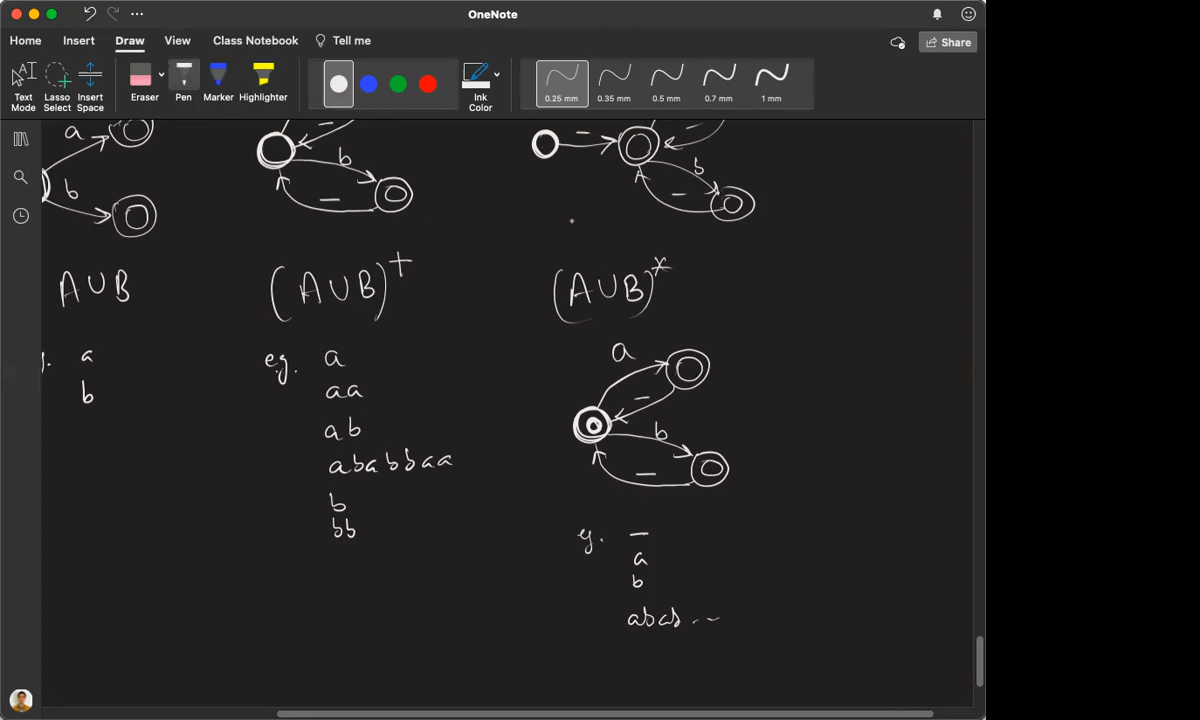 OneNote
Home Insert Draw View Class Notebook Tell me Share
Text Mode Lasso Select Insert Space Eraser Pen Marker Highlighter Ink Color 0.25 mm 0.35 mm 0.5 mm 0.7 mm 1 mm
a
b
b
—
—
—
b
—
A ∪ B
(A ∪ B)+
(A ∪ B)*
a
b
e.g. a
aa
ab
ababbaa
b
bb
a
—
b
—
eg. —
a
b
abab ...